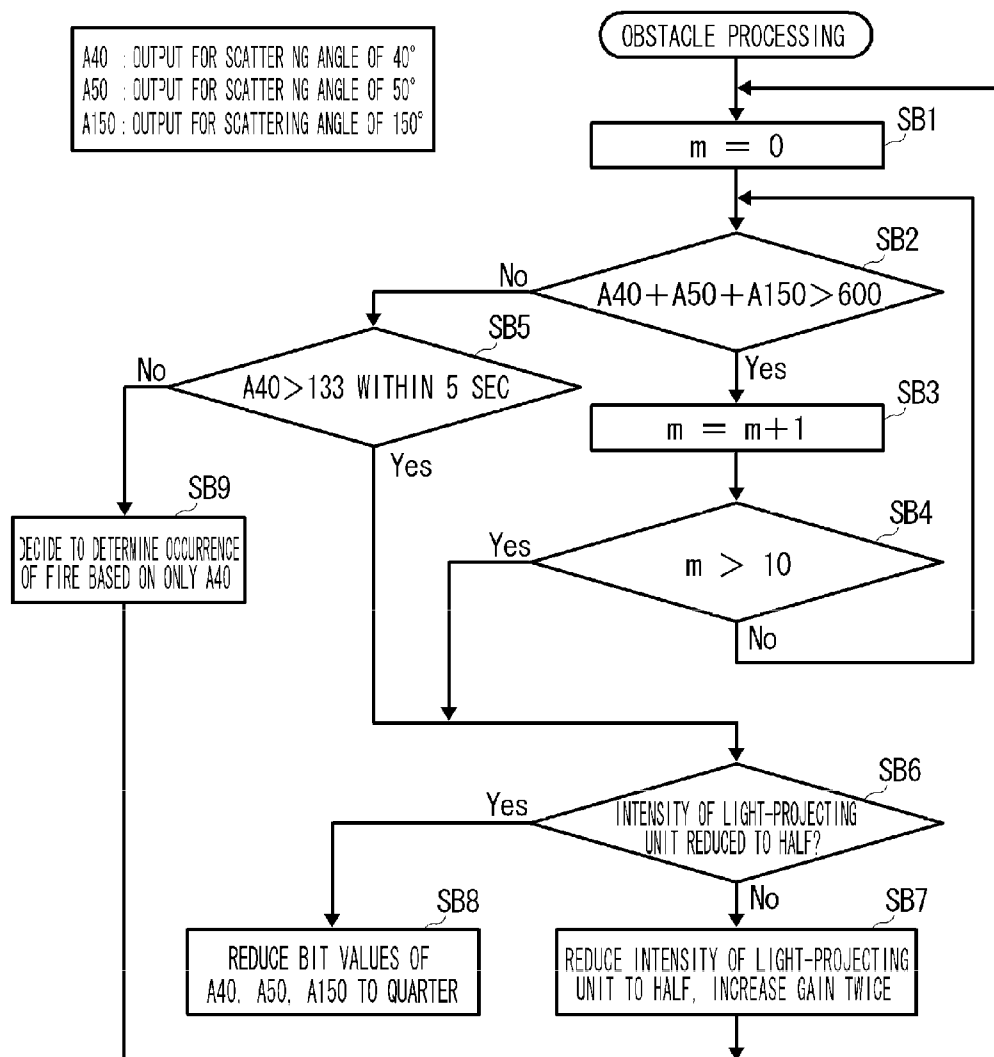 A40 : OUTPUT FOR SCATTERING ANGLE OF 40°
A50 : OUTPUT FOR SCATTERING ANGLE OF 50°
A150 : OUTPUT FOR SCATTERING ANGLE OF 150°
OBSTACLE PROCESSING
SB1
m = 0
SB2
A40+A50+A150>600
No
Yes
SB5
A40>133 WITHIN 5 SEC
No
Yes
SB3
m = m+1
SB4
m > 10
Yes
No
SB9
DECIDE TO DETERMINE OCCURRENCE
OF FIRE BASED ON ONLY A40
SB6
INTENSITY OF LIGHT-PROJECTING
UNIT REDUCED TO HALF?
Yes
No
SB8
REDUCE BIT VALUES OF
A40, A50, A150 TO QUARTER
SB7
REDUCE INTENSITY OF LIGHT-PROJECTING
UNIT TO HALF, INCREASE GAIN TWICE